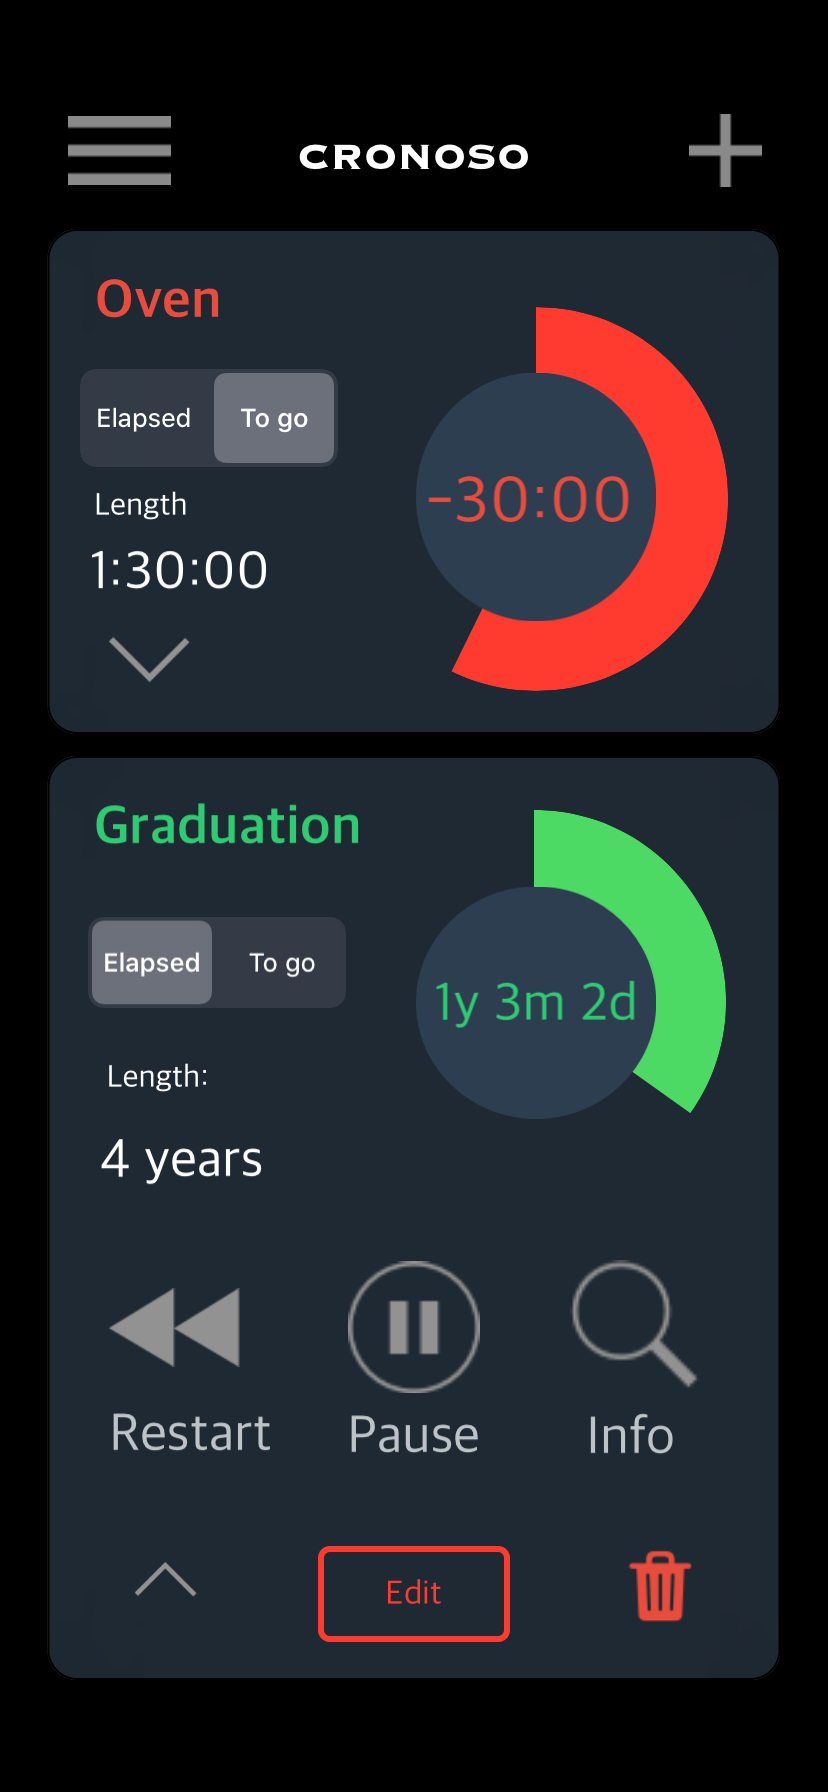 CRONOSO
Oven
Elapsed To go
Length
1:30:00
-30:00
Graduation
Elapsed To go
1y 3m 2d
Length:
4 years
Restart Pause Info
Edit